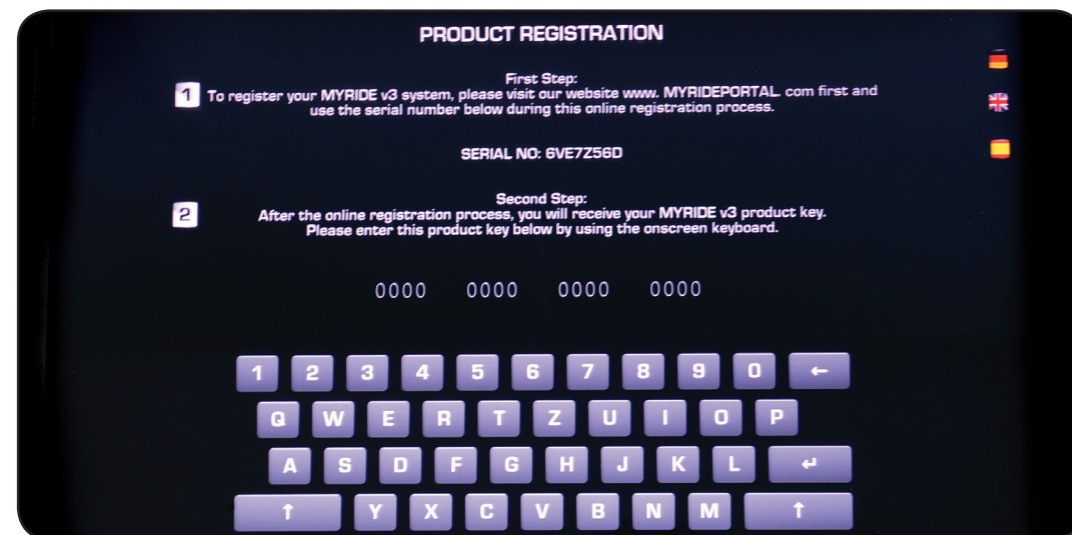 PRODUCT REGISTRATION
First Step:
1 To register your MYRIDE v3 system, please visit our website www. MYRIDEPORTAL. com first and
use the serial number below during this online registration process.
SERIAL NO: 6VE7Z56D
Second Step:
2 After the online registration process, you will receive your MYRIDE v3 product key.
Please enter this product key below by using the onscreen keyboard.
0000 0000 0000 0000
1 2 3 4 5 6 7 8 9 0 ←
Q W E R T Z U I O P
A S D F G H J K L ↵
↑ Y X C V B N M ↑